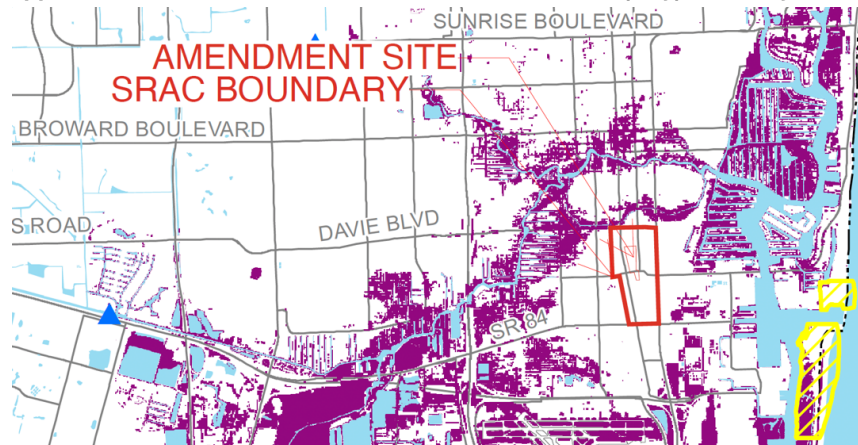 SUNRISE BOULEVARD
AMENDMENT SITE
SRAC BOUNDARY
BROWARD BOULEVARD
S ROAD
DAVIE BLVD
SR 84